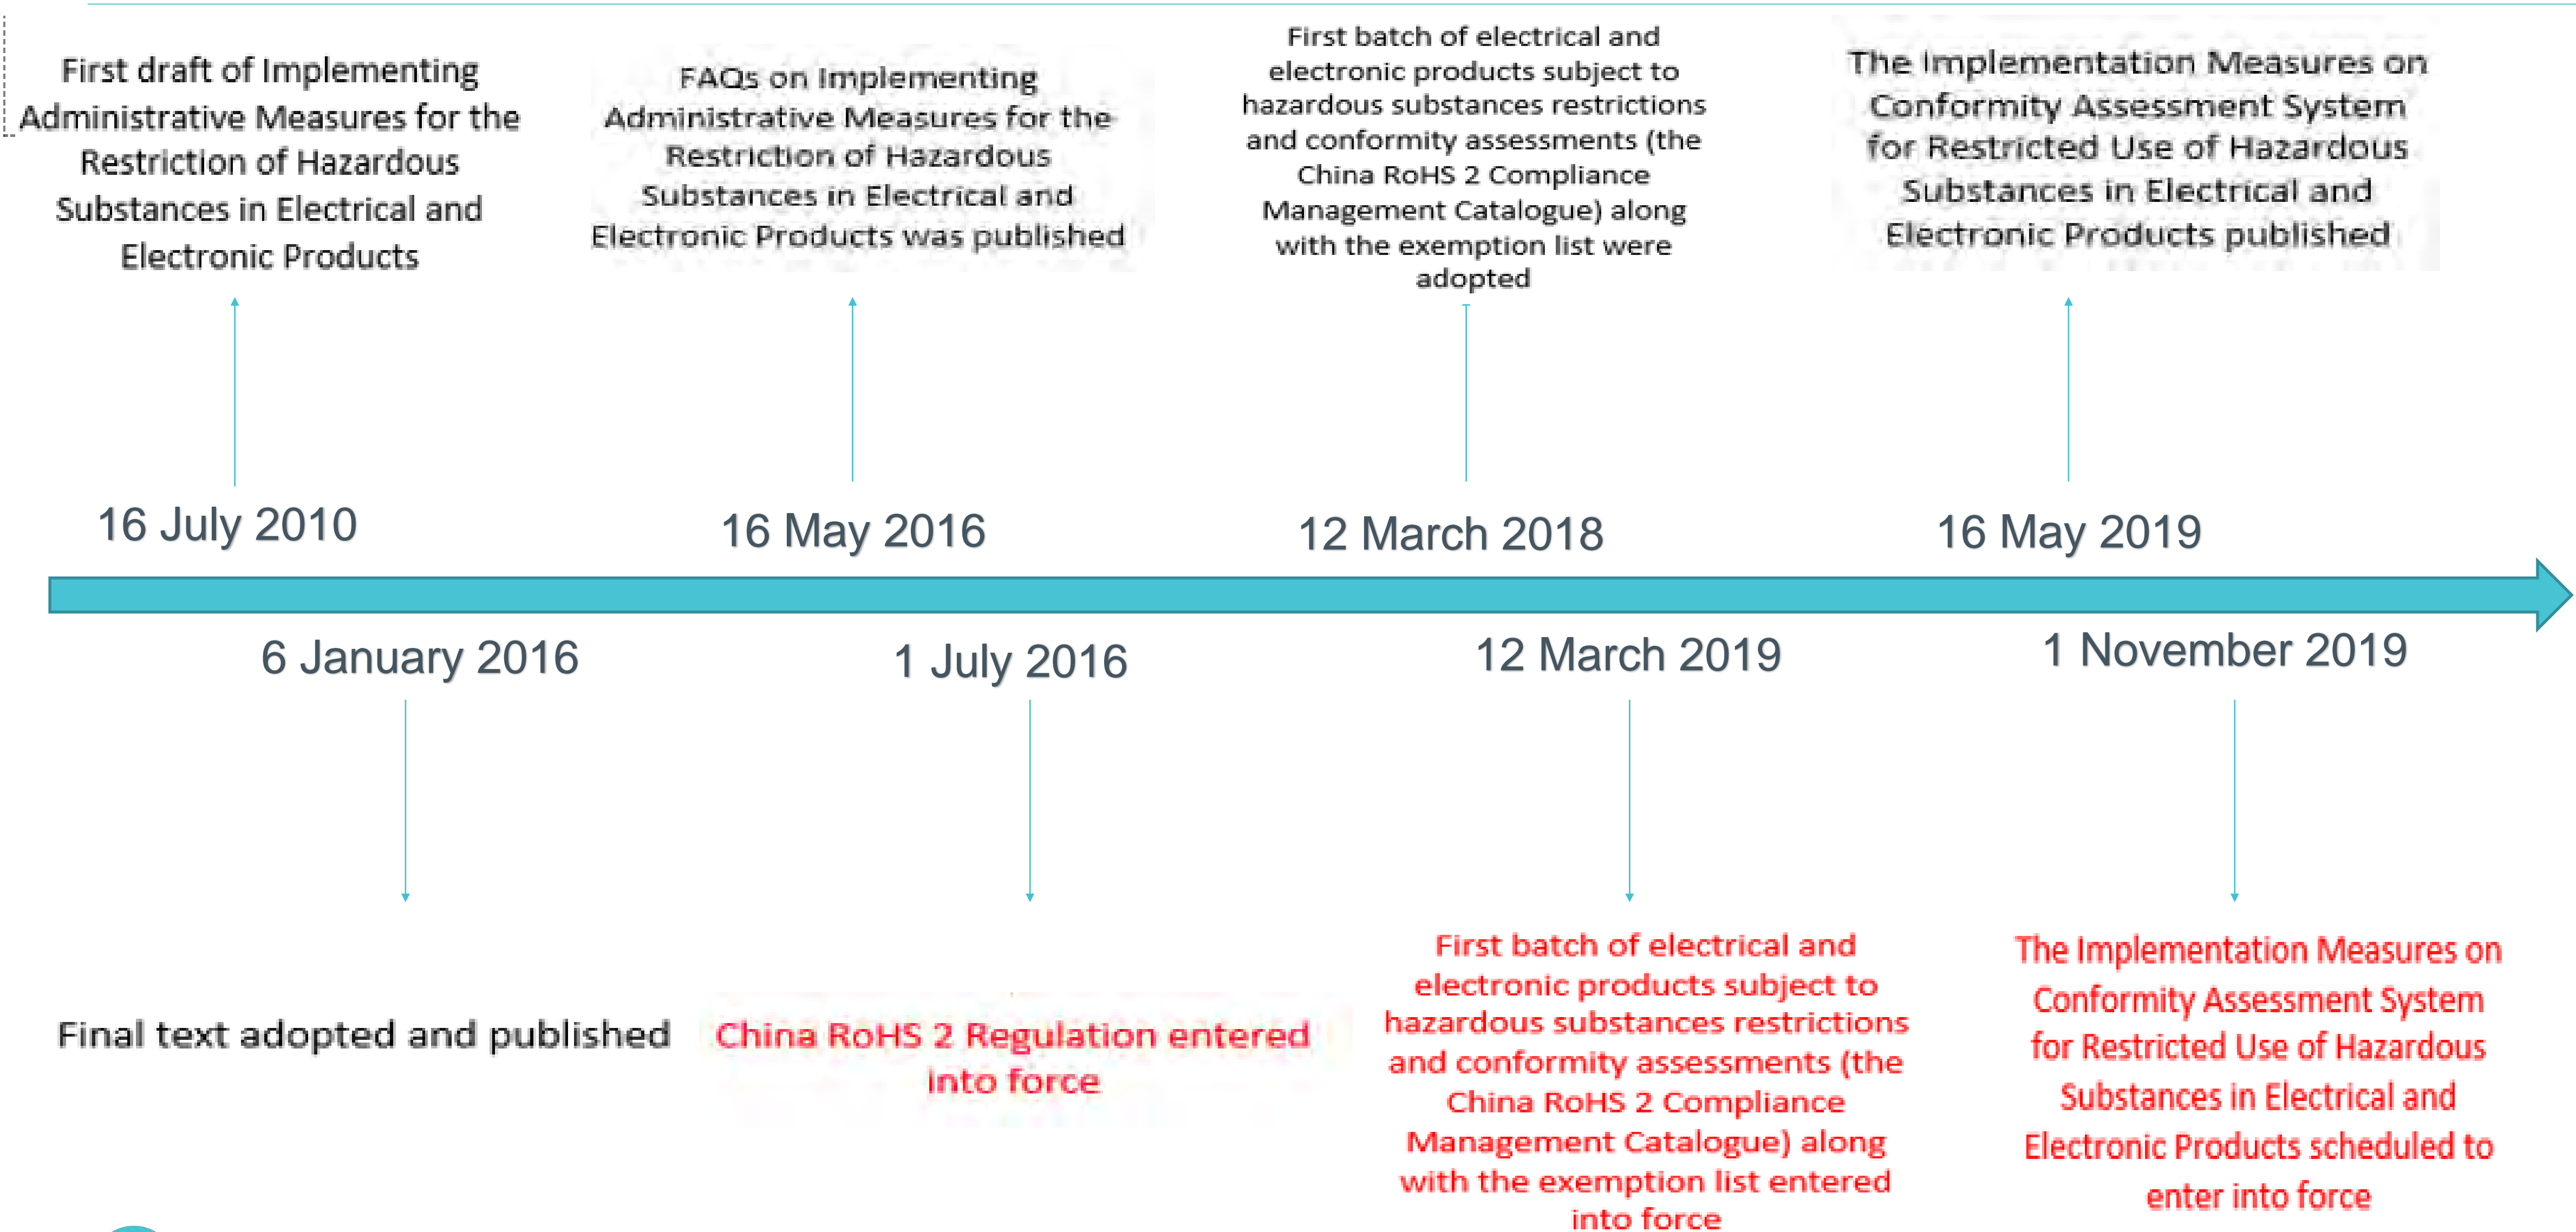 First draft of Implementing
Administrative Measures for the
Restriction of Hazardous
Substances in Electrical and
Electronic Products
FAQs on Implementing
Administrative Measures for the
Restriction of Hazardous
Substances in Electrical and
Electronic Products was published
First batch of electrical and
electronic products subject to
hazardous substances restrictions
and conformity assessments (the
China RoHS 2 Compliance
Management Catalogue) along
with the exemption list were
adopted
The Implementation Measures on
Conformity Assessment System
for Restricted Use of Hazardous
Substances in Electrical and
Electronic Products published
16 July 2010
16 May 2016
12 March 2018
16 May 2019
6 January 2016
1 July 2016
12 March 2019
1 November 2019
Final text adopted and published
China RoHS 2 Regulation entered
into force
First batch of electrical and
electronic products subject to
hazardous substances restrictions
and conformity assessments (the
China RoHS 2 Compliance
Management Catalogue) along
with the exemption list entered
into force
The Implementation Measures on
Conformity Assessment System
for Restricted Use of Hazardous
Substances in Electrical and
Electronic Products scheduled to
enter into force